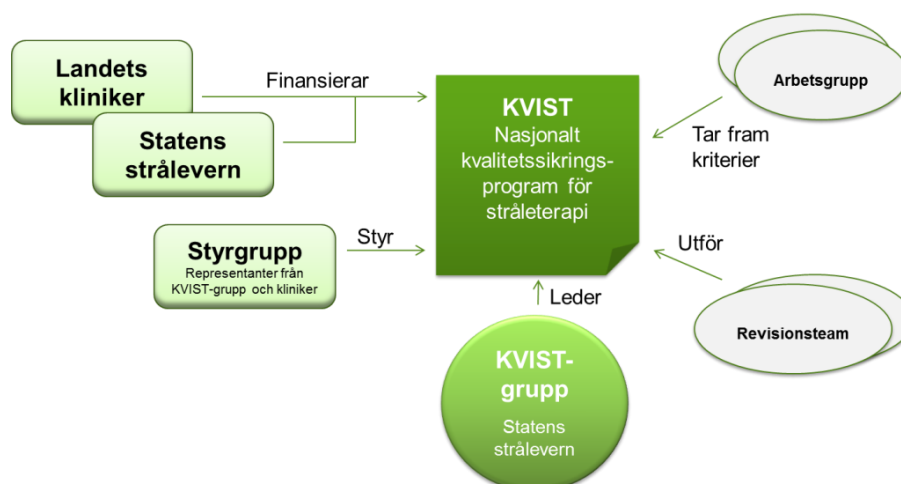 Landets
kliniker
Statens
strålevern
Finansierar
KVIST
Nasjonalt
kvalitetssikrings-
program för
stråleterapi
Arbetsgrupp
Tar fram
kriterier
Styrgrupp
Representanter från
KVIST-grupp och kliniker
Styr
Utför
Revisionsteam
Leder
KVIST-
grupp
Statens
strålevern